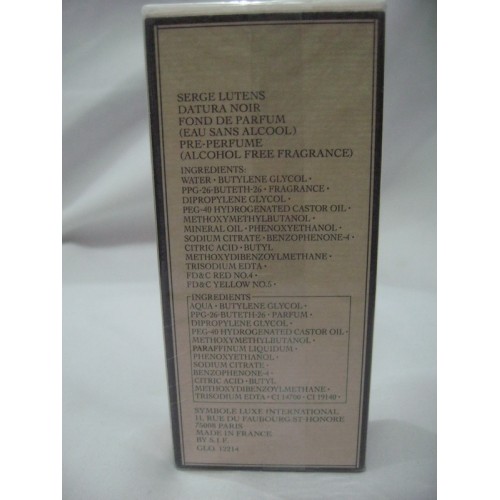 SERGE LUTENS
DATURA NOIR
FOND DE PARFUM
(EAU SANS ALCOOL)
PRE-PERFUME
(ALCOHOL FREE FRAGRANCE)
INGREDIENTS:
WATER • BUTYLENE GLYCOL •
PPG-26-BUTETH-26 • FRAGRANCE •
DIPROPYLENE GLYCOL •
PEG-40 HYDROGENATED CASTOR OIL •
METHOXYMETHYLBUTANOL •
MINERAL OIL • PHENOXYETHANOL •
SODIUM CITRATE • BENZOPHENONE-4 •
CITRIC ACID • BUTYL
METHOXYDIBENZOYLMETHANE •
TRISODIUM EDTA •
FD&C RED NO.4 •
FD&C YELLOW NO.5 •
INGREDIENTS
AQUA • BUTYLENE GLYCOL •
PPG-26-BUTETH-26 • PARFUM •
DIPROPYLENE GLYCOL •
PEG-40 HYDROGENATED CASTOR OIL •
METHOXYMETHYLBUTANOL •
PARAFFINUM LIQUIDUM •
PHENOXYETHANOL •
SODIUM CITRATE •
BENZOPHENONE-4 •
CITRIC ACID • BUTYL
METHOXYDIBENZOYLMETHANE •
TRISODIUM EDTA • CI 14700 • CI 19140 •
SYMBOLE LUXE INTERNATIONAL
11, RUE DU FAUBOURG-ST-HONORE
75008 PARIS
MADE IN FRANCE
BY S.I.F.
GLO 12214